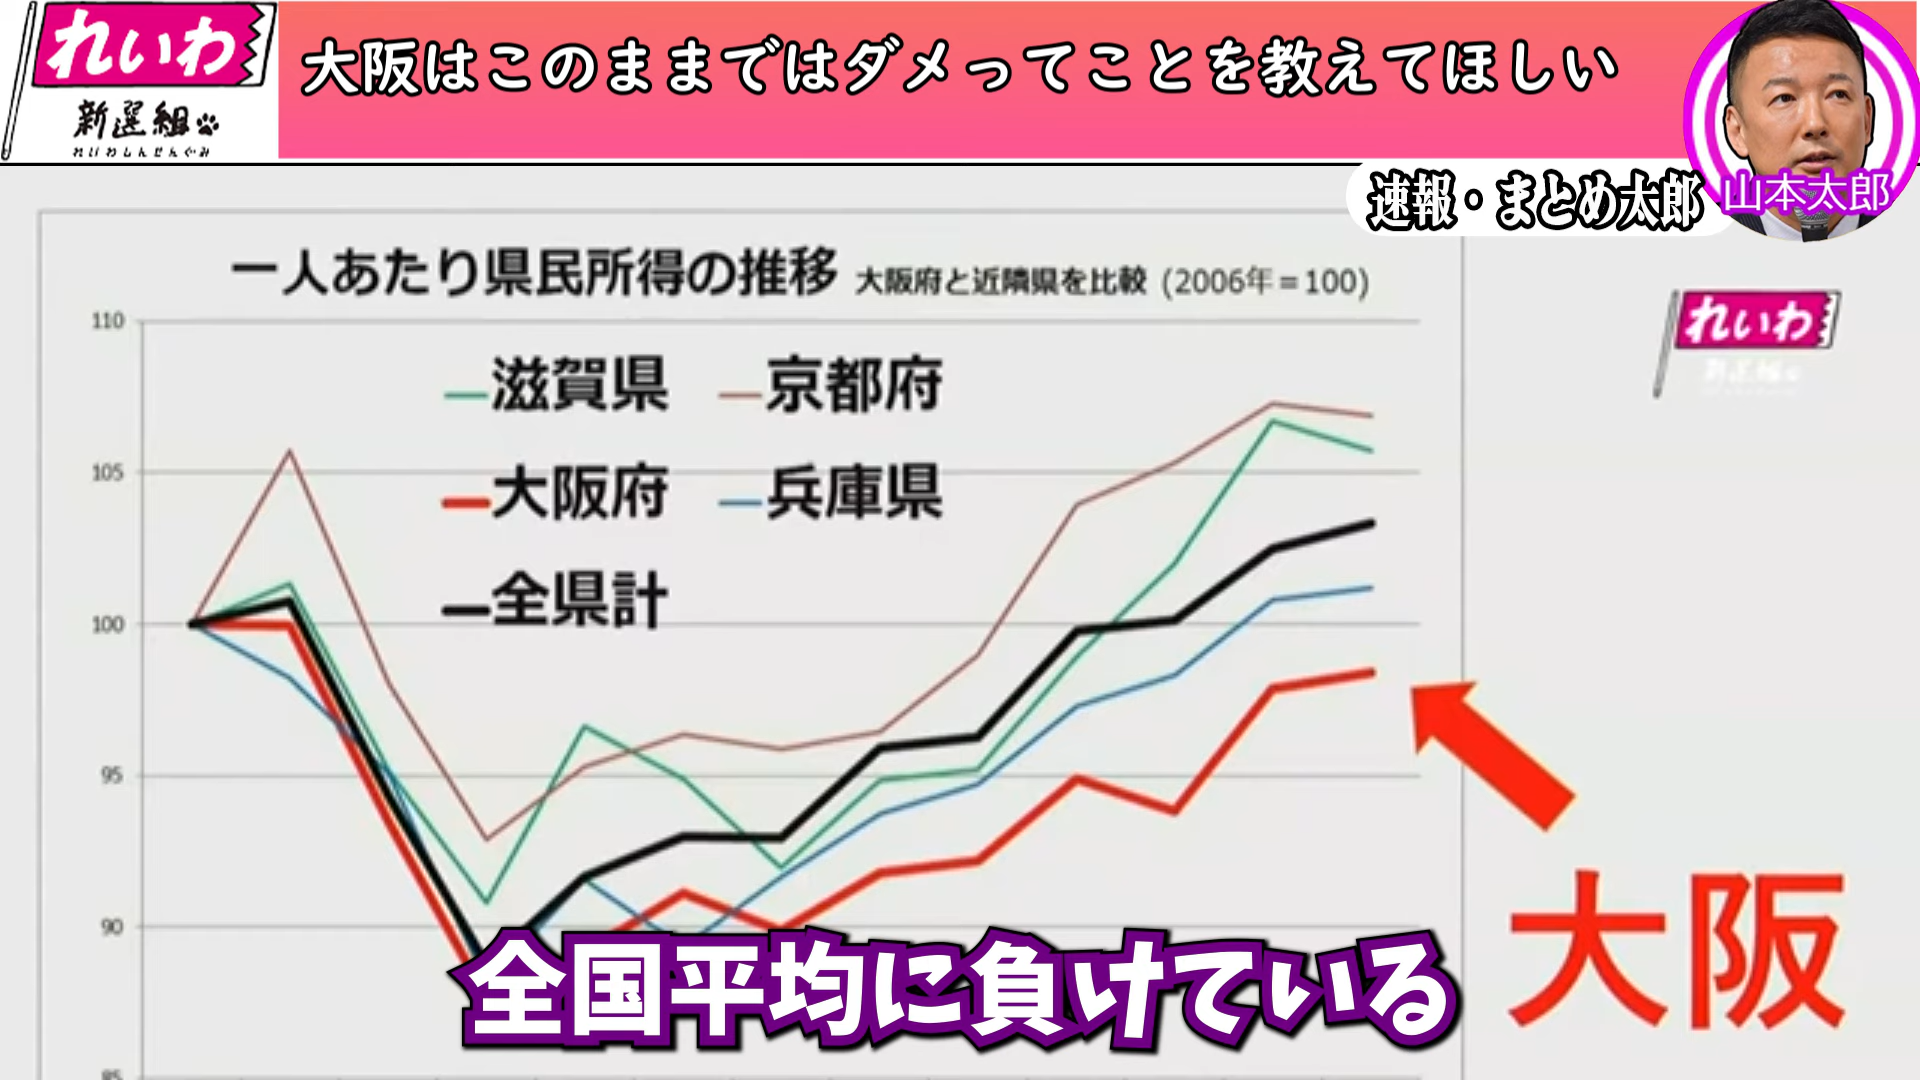 れいわ
新選組
れいわしんせんぐみ
大阪はこのままではダメってことを教えてほしい
速報・まとめ太郎
山本太郎
一人あたり県民所得の推移 大阪府と近隣県を比較 (2006年=100)
れいわ
新選組
110
滋賀県 京都府
105
大阪府 兵庫県
全県計
100
95
90
大阪
全国平均に負けている
85